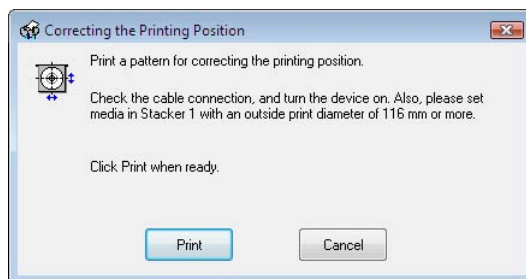 Correcting the Printing Position
Print a pattern for correcting the printing position.
Check the cable connection, and turn the device on. Also, please set
media in Stacker 1 with an outside print diameter of 116 mm or more.
Click Print when ready.
Print
Cancel